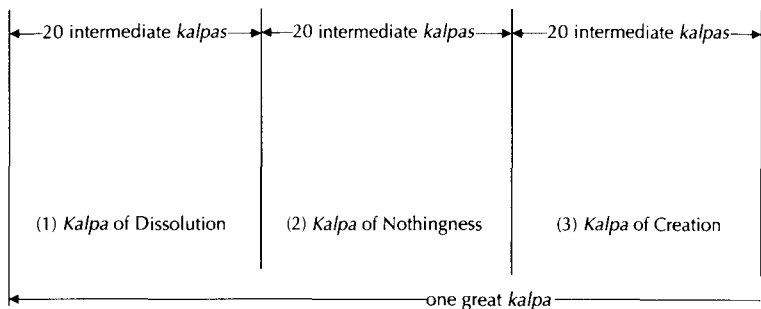 20 intermediate kalpas 20 intermediate kalpas 20 intermediate kalpas
(1) Kalpa of Dissolution (2) Kalpa of Nothingness (3) Kalpa of Creation
one great kalpa